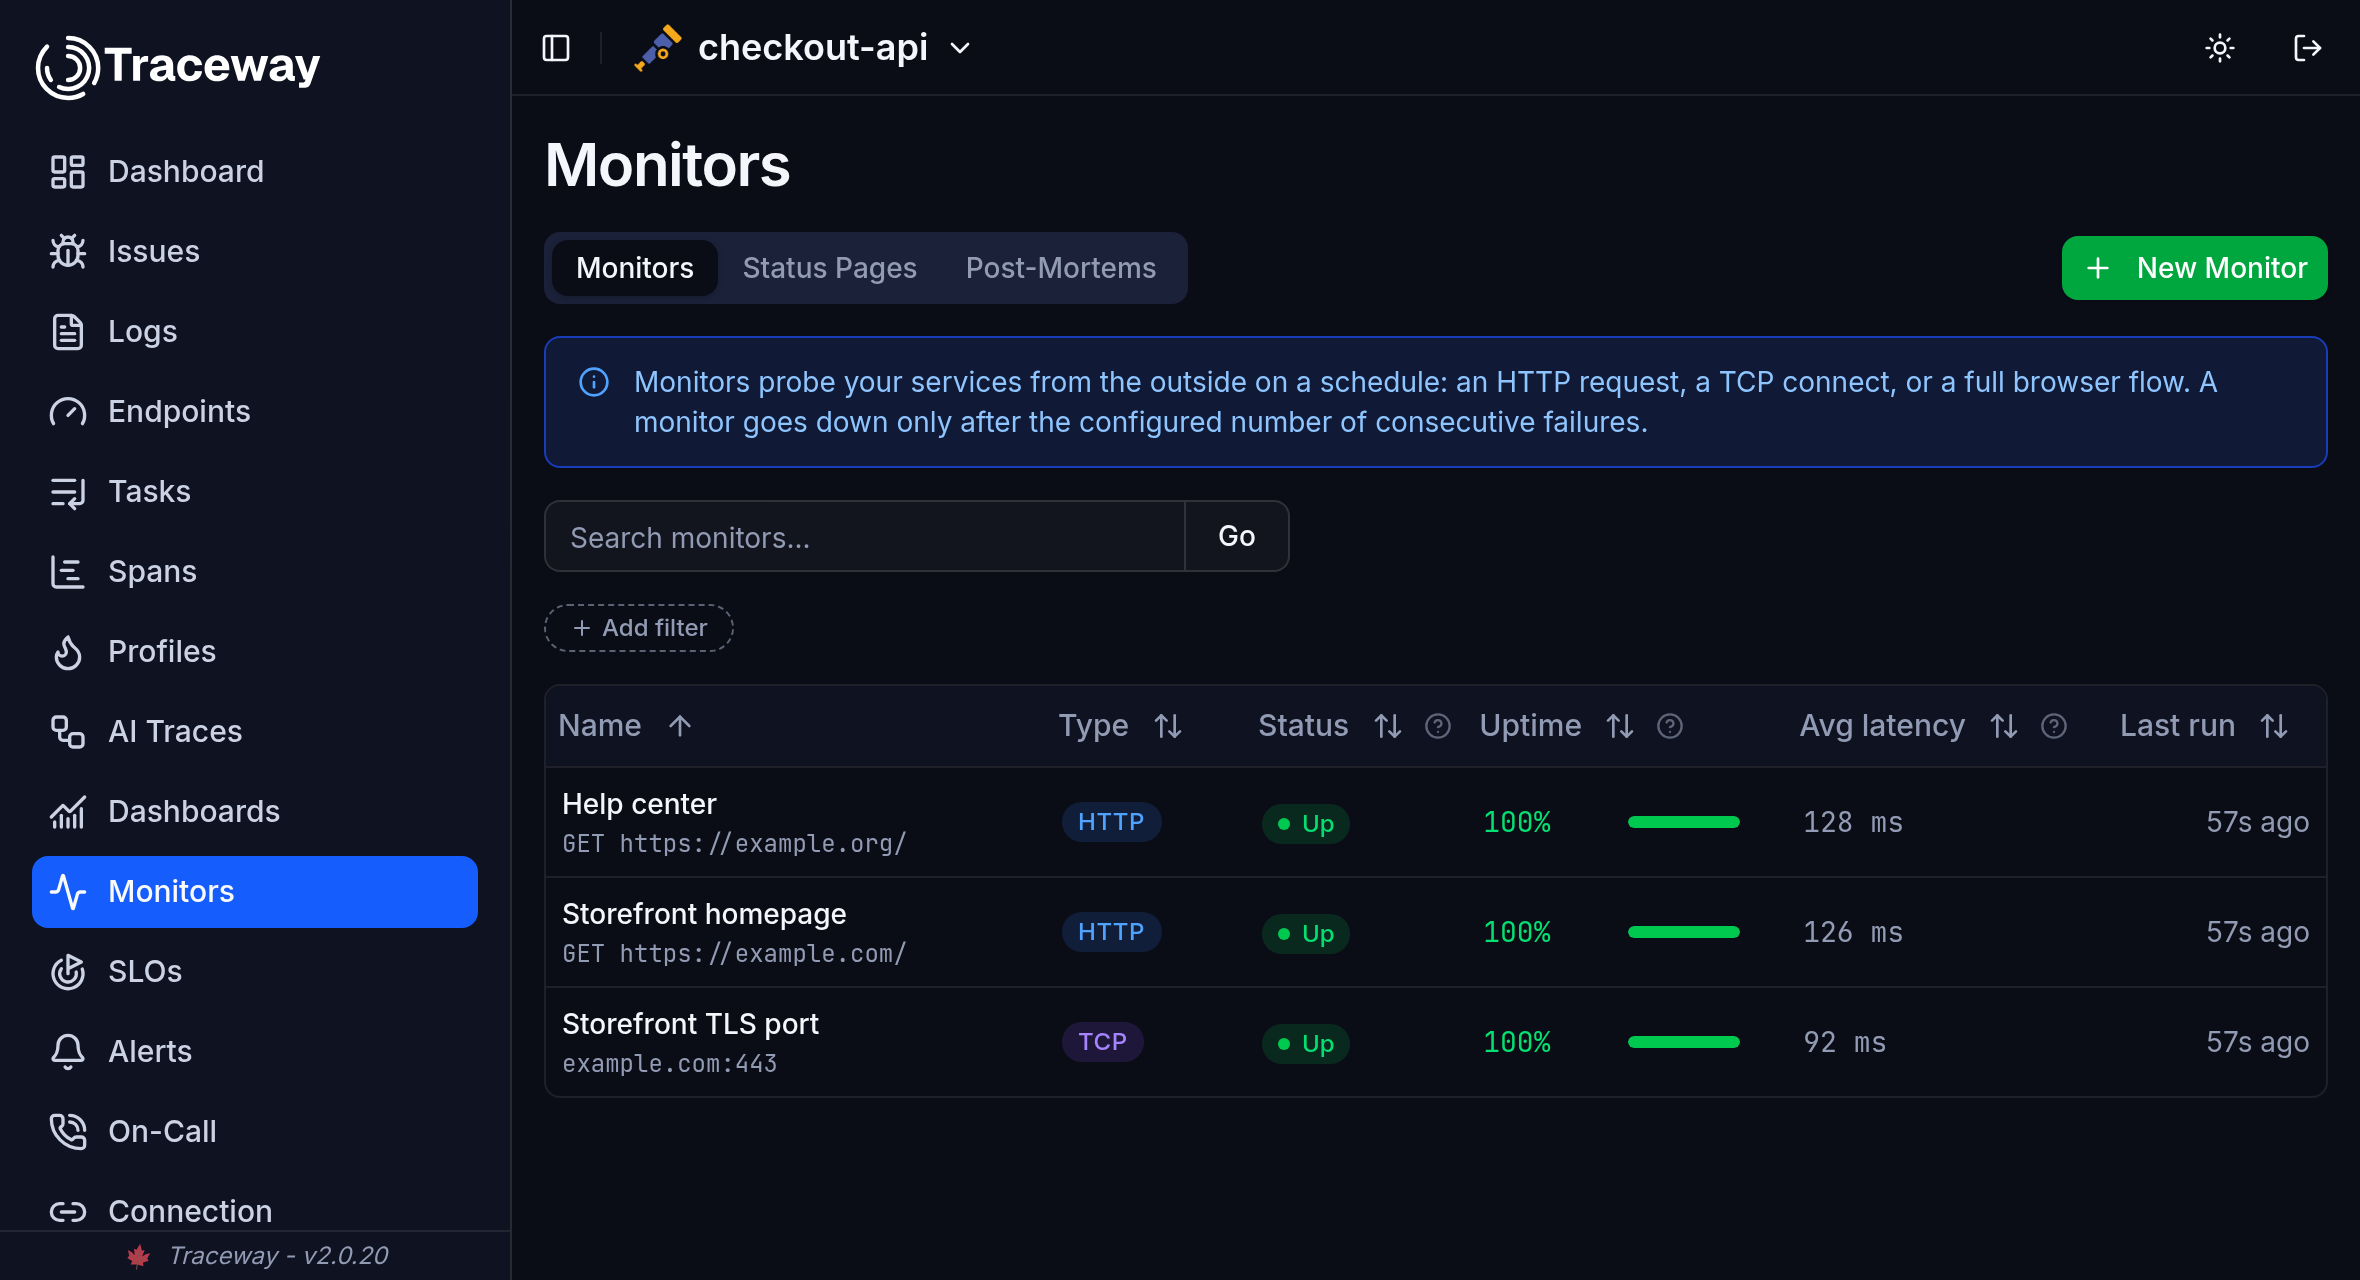 Traceway
checkout-api
Dashboard
Issues
Logs
Endpoints
Tasks
Spans
Profiles
AI Traces
Dashboards
Monitors
SLOs
Alerts
On-Call
Connection
Traceway - v2.0.20
Monitors
Monitors Status Pages Post-Mortems
New Monitor
Monitors probe your services from the outside on a schedule: an HTTP request, a TCP connect, or a full browser flow. A
monitor goes down only after the configured number of consecutive failures.
Search monitors... Go
+ Add filter
Name Type Status Uptime Avg latency Last run
Help center
GET https://example.org/
HTTP Up 100% 128 ms 57s ago
Storefront homepage
GET https://example.com/
HTTP Up 100% 126 ms 57s ago
Storefront TLS port
example.com:443
TCP Up 100% 92 ms 57s ago